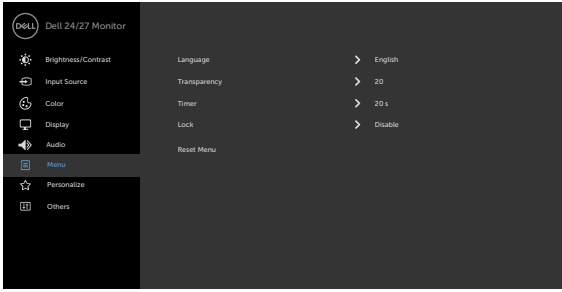 DELL Dell 24/27 Monitor
Brightness/Contrast
Input Source
Color
Display
Audio
Menu
Personalize
Others
Language English
Transparency 20
Timer 20 s
Lock Disable
Reset Menu